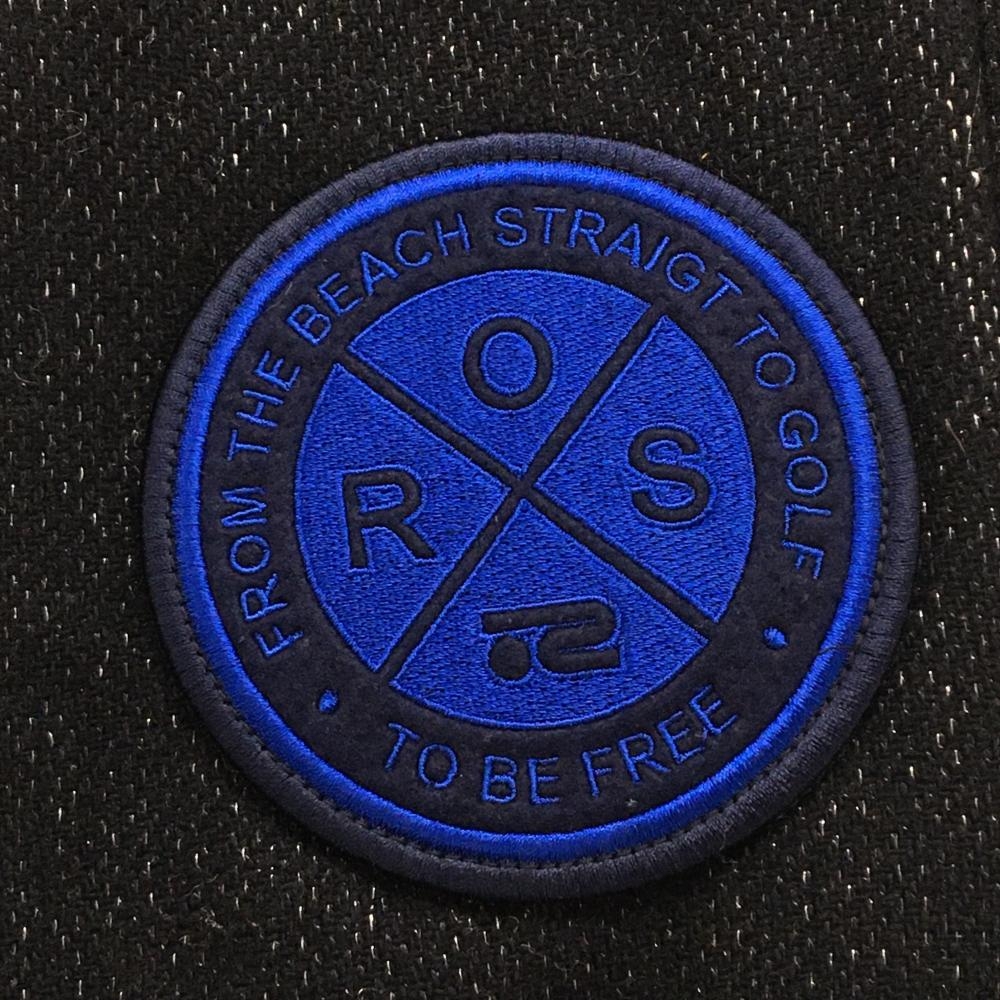 FROM THE BEACH STRAIGT TO GOLF
O
R S
TO BE FREE